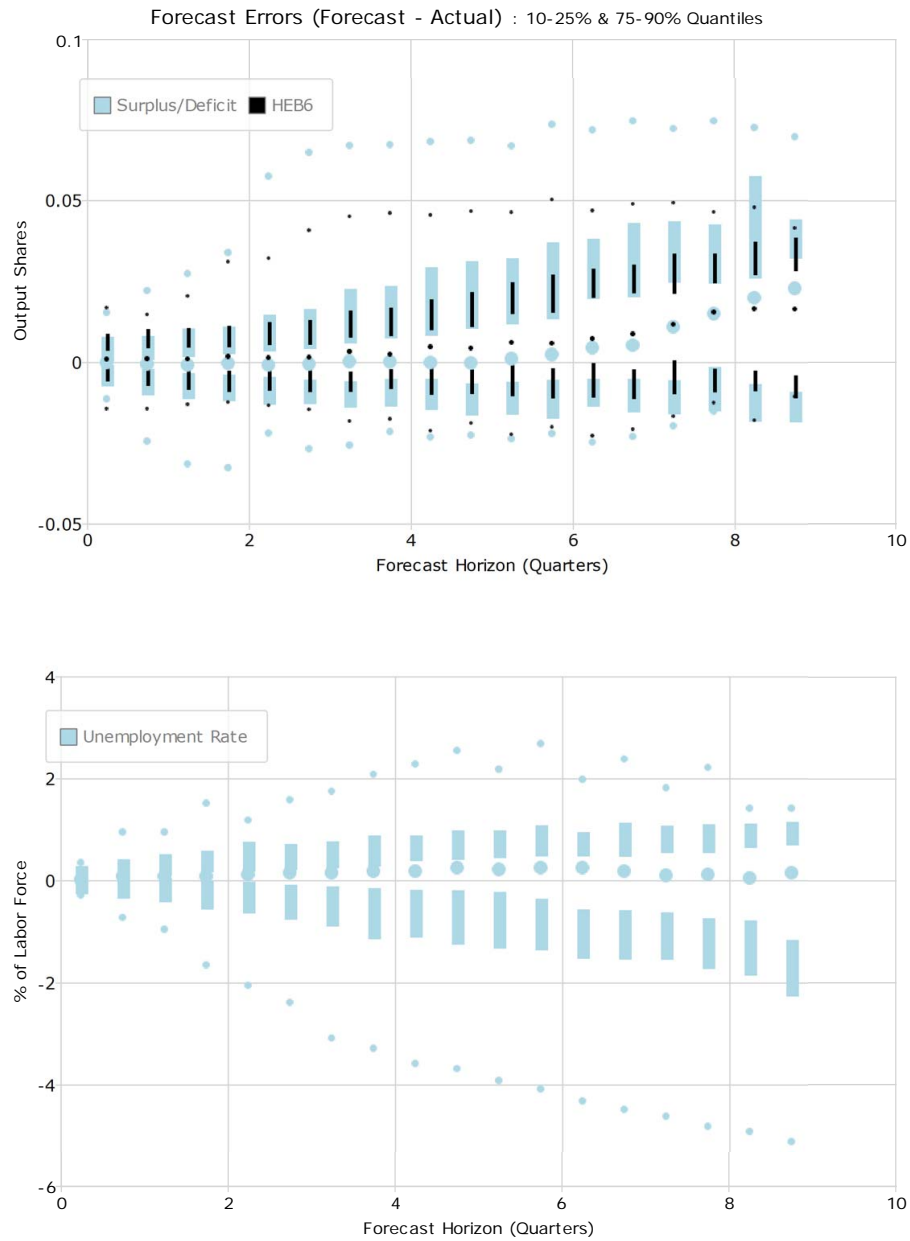 Forecast Errors (Forecast - Actual) : 10-25% & 75-90% Quantiles
0.1
Surplus/Deficit HEB6
0.05
Output Shares
0
-0.05
0 2 4 6 8 10
Forecast Horizon (Quarters)
4
Unemployment Rate
2
0
% of Labor Force
-2
-4
-6
0 2 4 6 8 10
Forecast Horizon (Quarters)